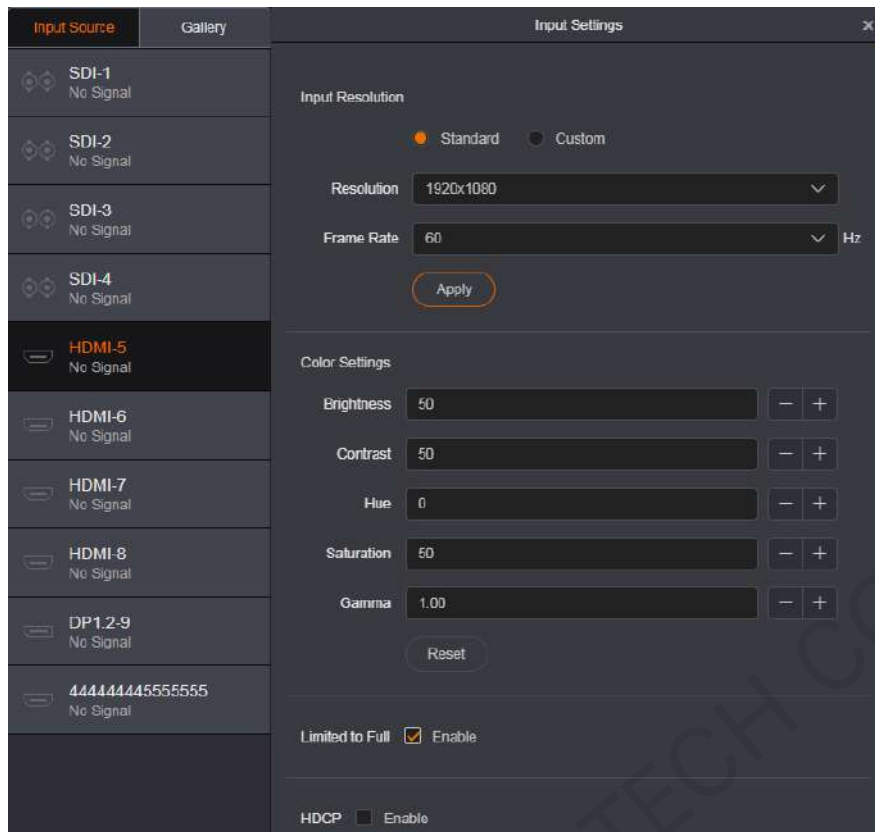 Input Source
Gallery
SDI-1
No Signal
SDI-2
No Signal
SDI-3
No Signal
SDI-4
No Signal
HDMI-5
No Signal
HDMI-6
No Signal
HDMI-7
No Signal
HDMI-8
No Signal
DP1.2-9
No Signal
444444445555555
No Signal
Input Settings
Input Resolution
Standard Custom
Resolution 1920x1080
Frame Rate 60 Hz
Apply
Color Settings
Brightness 50 − +
Contrast 50 − +
Hue 0 − +
Saturation 50 − +
Gamma 1.00 − +
Reset
Limited to Full Enable
HDCP Enable
TECH CO